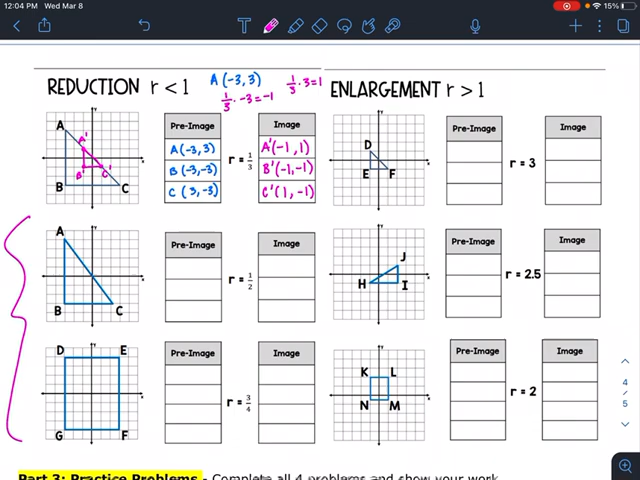 12:04 PM Wed Mar 8
15%
REDUCTION r < 1
A (-3, 3)
1/3 · -3 = -1
1/3 · 3 = 1
ENLARGEMENT r > 1
A
B
C
A'
B'
C'
Pre-Image
A (-3, 3)
B (-3, -3)
C (3, -3)
r = 1/3
Image
A' (-1, 1)
B' (-1, -1)
C' (1, -1)
D
E
F
Pre-Image
r = 3
Image
A
B
C
Pre-Image
r = 1/2
Image
J
H
I
Pre-Image
r = 2.5
Image
D
E
G
F
Pre-Image
r = 3/4
Image
K
L
N
M
Pre-Image
r = 2
Image
4
5
Part 3: Practice Problems - Complete all 4 problems and show your work